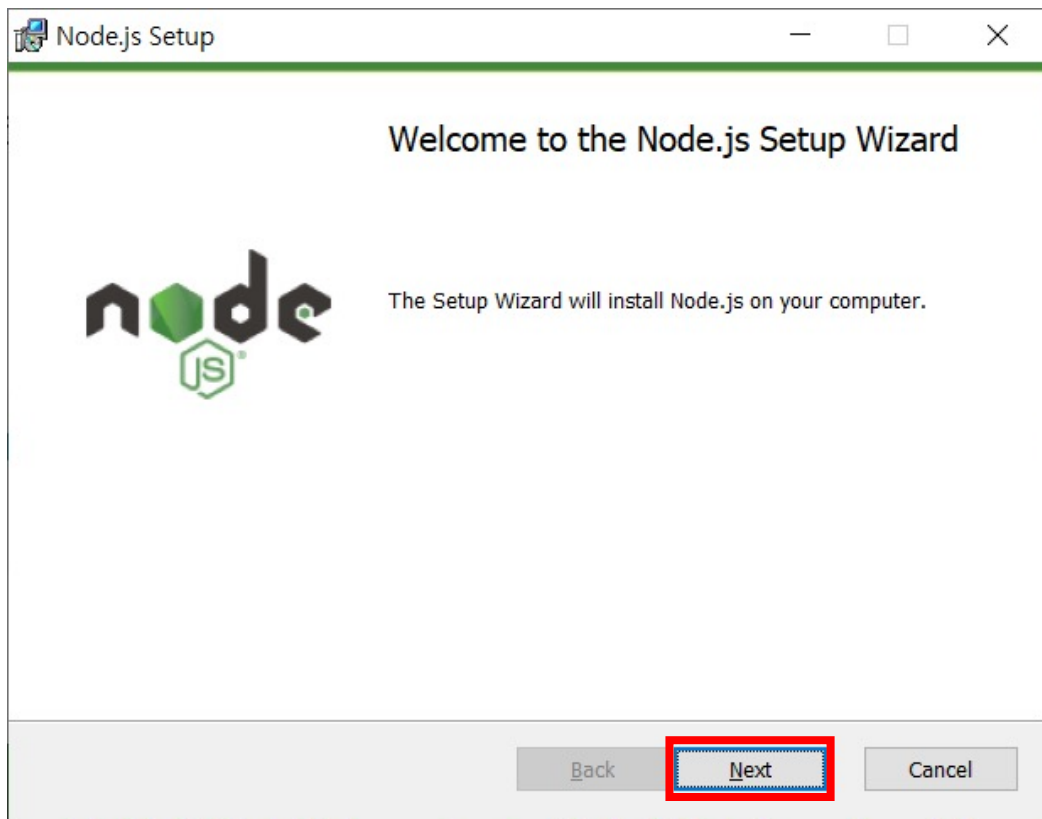 Node.js Setup
Welcome to the Node.js Setup Wizard
node
JS®
The Setup Wizard will install Node.js on your computer.
Back Next Cancel